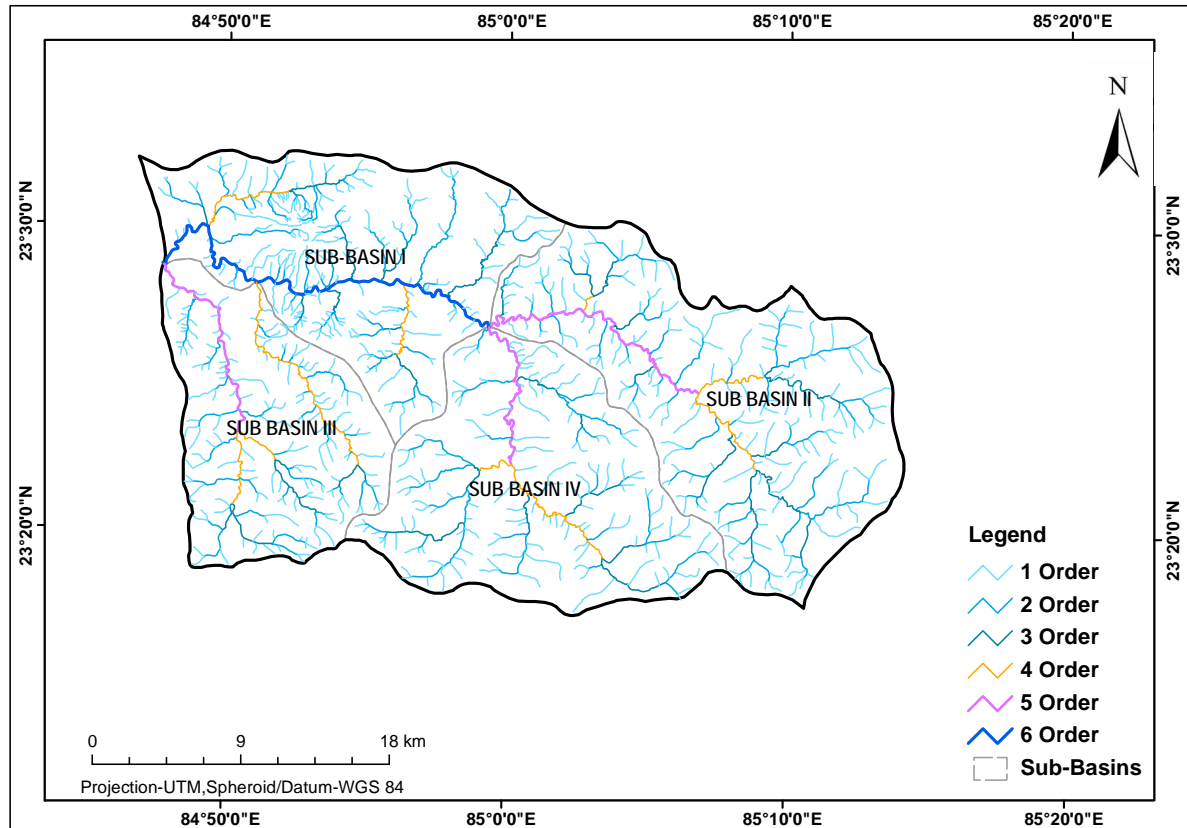 84°50'0"E 85°0'0"E 85°10'0"E 85°20'0"E
N
23°30'0"N 23°30'0"N
SUB-BASIN I
SUB BASIN II
SUB BASIN III
SUB BASIN IV
23°20'0"N 23°20'0"N
Legend
1 Order
2 Order
3 Order
4 Order
5 Order
6 Order
Sub-Basins
0 9 18 km
Projection-UTM,Spheroid/Datum-WGS 84
84°50'0"E 85°0'0"E 85°10'0"E 85°20'0"E